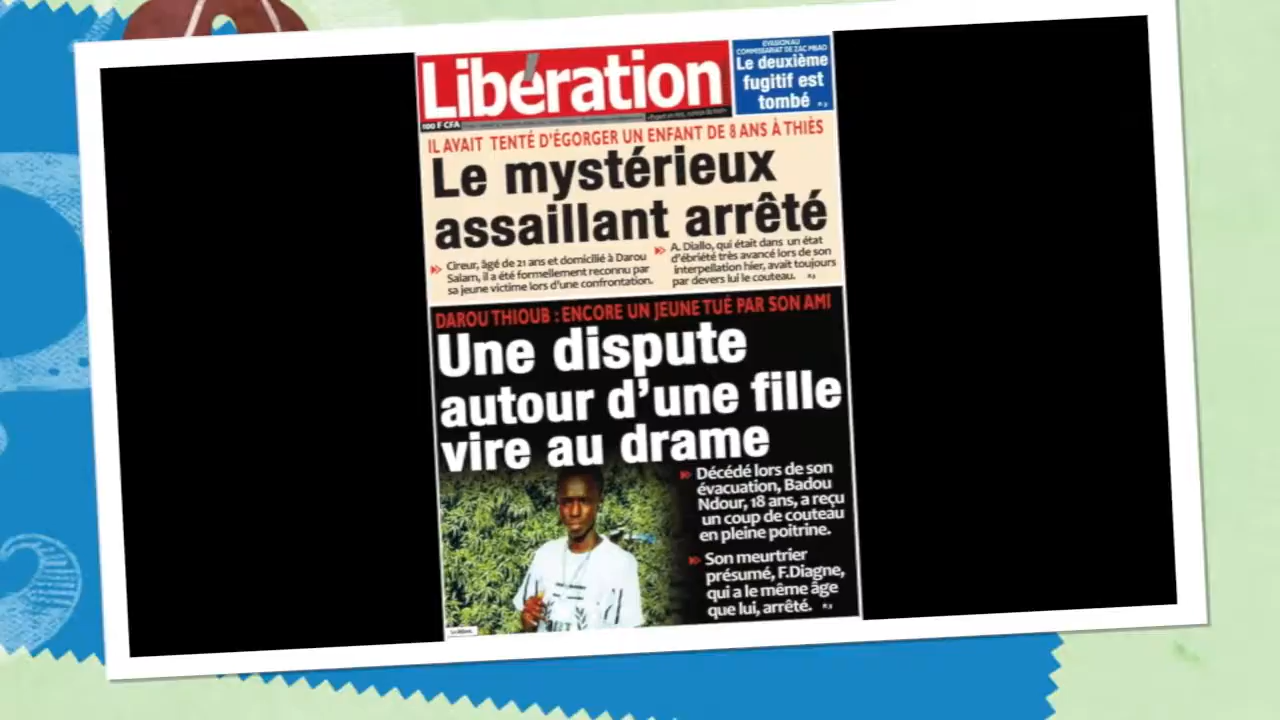 Libération
100 F CFA
EVASION AU
COMMISSARIAT DE ZAC MBAO
Le deuxième
fugitif est
tombé
IL AVAIT TENTÉ D'ÉGORGER UN ENFANT DE 8 ANS À THIÈS
Le mystérieux
assaillant arrêté
Cireur, âgé de 21 ans et domicilié à Darou
Salam, il a été formellement reconnu par
sa jeune victime lors d'une confrontation.
A. Diallo, qui était dans un état
d'ébriété très avancé lors de son
interpellation hier, avait toujours
par devers lui le couteau.
DAROU THIOUB : ENCORE UN JEUNE TUÉ PAR SON AMI
Une dispute
autour d'une fille
vire au drame
Décédé lors de son
évacuation, Badou
Ndour, 18 ans, a reçu
un coup de couteau
en pleine poitrine.
Son meurtrier
présumé, F.Diagne,
qui a le même âge
que lui, arrêté.